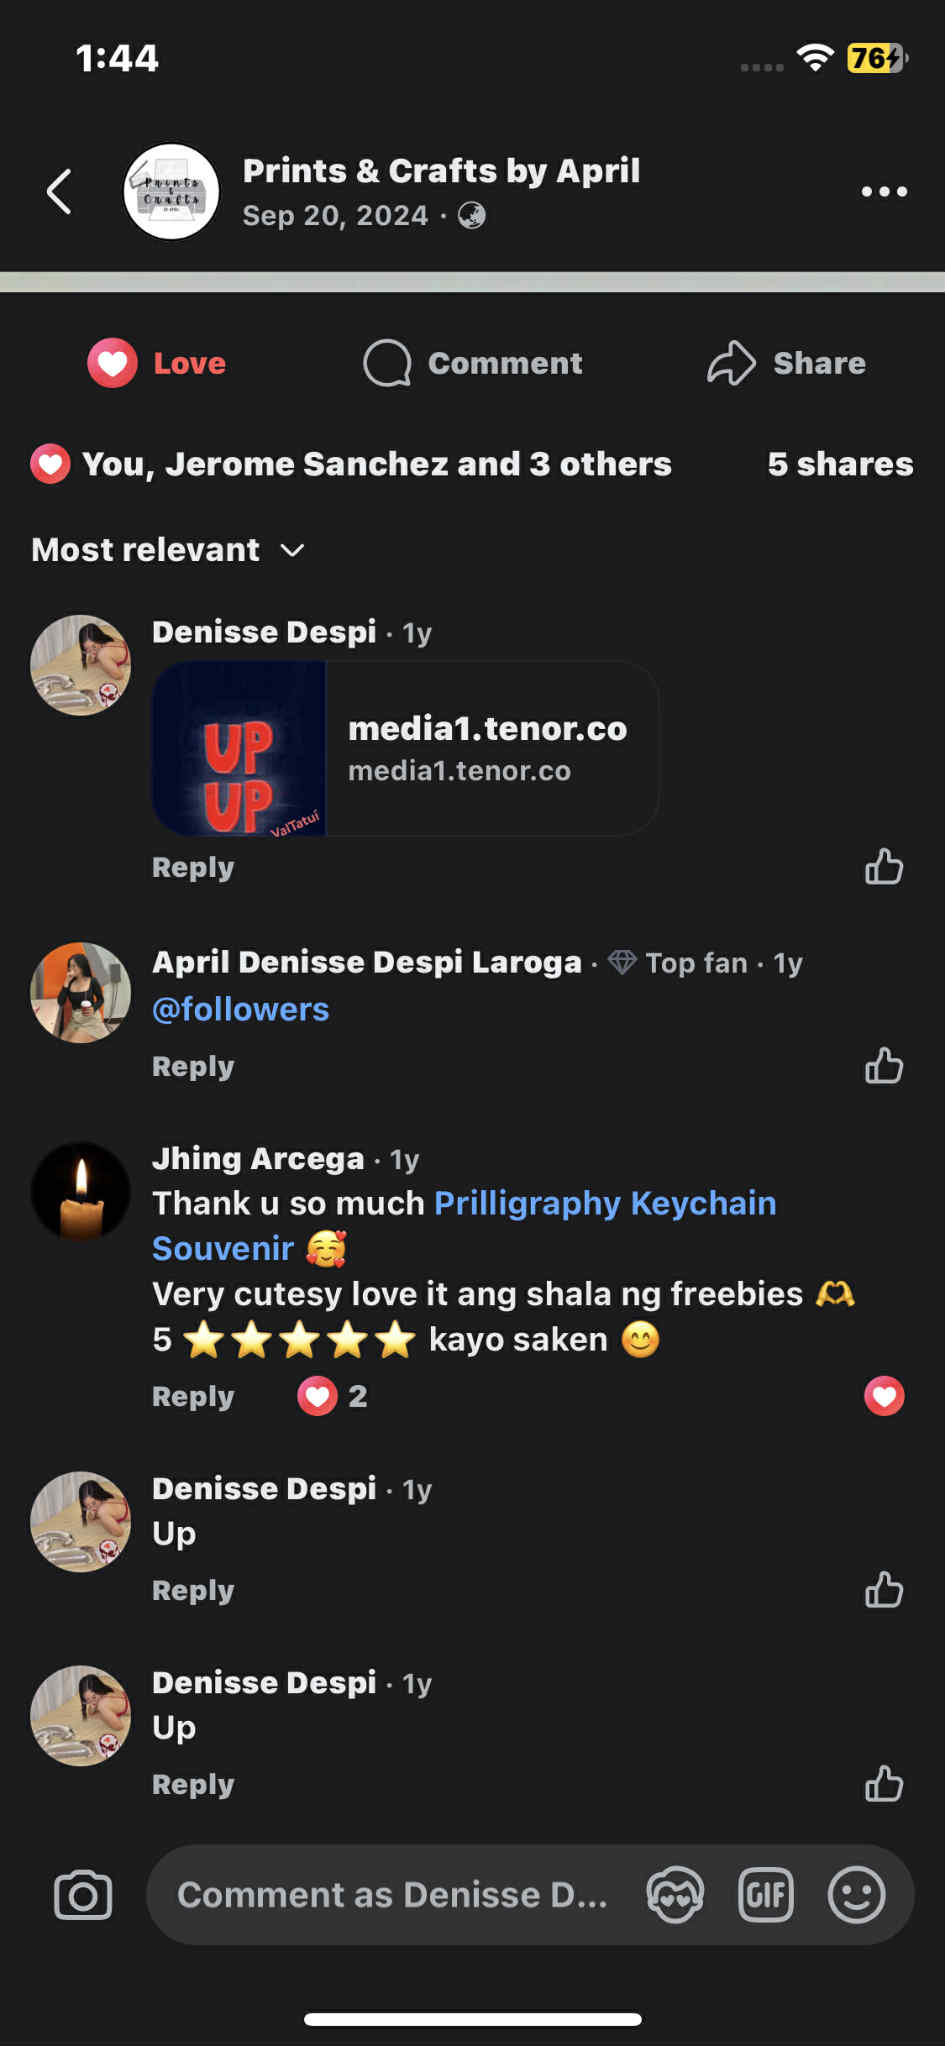 1:44
76
Prints & Crafts by April
Prints
&
Crafts
Sep 20, 2024 ·
Love
Comment
Share
You, Jerome Sanchez and 3 others
5 shares
Most relevant
Denisse Despi · 1y
UP
UP
ValTatuí
media1.tenor.co
media1.tenor.co
Reply
April Denisse Despi Laroga · Top fan · 1y
@followers
Reply
Jhing Arcega · 1y
Thank u so much Prilligraphy Keychain
Souvenir 🥰
Very cutesy love it ang shala ng freebies 🫶
5 ⭐⭐⭐⭐⭐ kayo saken 😊
Reply
2
Denisse Despi · 1y
Up
Reply
Denisse Despi · 1y
Up
Reply
Comment as Denisse D...
GIF